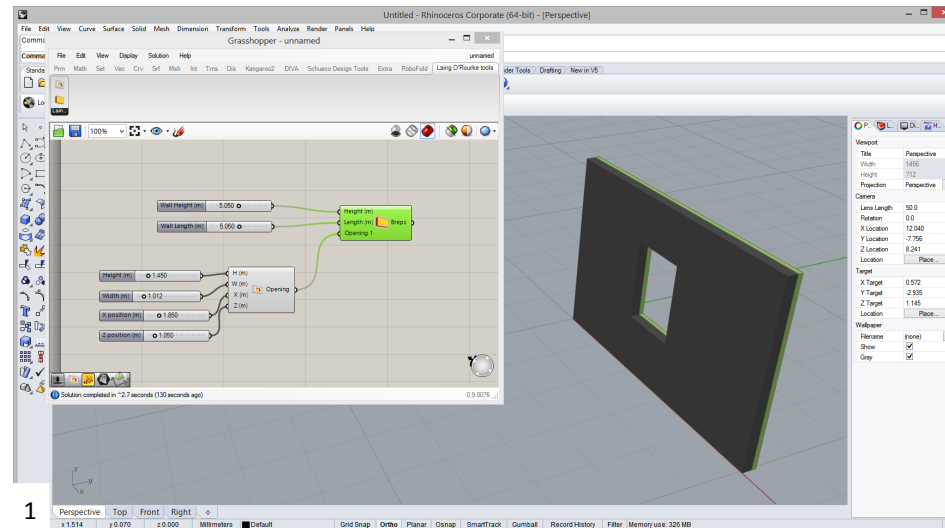 Untitled - Rhinoceros Corporate (64-bit) - [Perspective]
File Edit View Curve Surface Solid Mesh Dimension Transform Tools Analyze Render Panels Help
Grasshopper - unnamed
File Edit View Display Solution Help
unnamed
Prm Math Set Vec Crv Srf Msh Int Trns Dis Kangaroo2 DIVA Schueco Design Tools Extra RoboFold Laing O'Rourke tools
Drafting New in V5
Lain...
100%
Wall Height (m) 5.050
Wall Length (m) 5.050
Height (m)
Length (m)
Opening 1
Breps
Height (m) 1.450
Width (m) 1.012
X position (m) 1.850
Z position (m) 1.050
H (m)
W (m)
X (m)
Z (m)
Opening
Solution completed in ~2.7 seconds (130 seconds ago)
0.9.0076
P... L... Di... H...
Viewport
Title Perspective
Width 1456
Height 712
Projection Perspective
Camera
Lens Length 50.0
Rotation 0.0
X Location 12.040
Y Location -7.756
Z Location 8.241
Location Place...
Target
X Target 0.572
Y Target -2.935
Z Target 1.145
Location Place...
Wallpaper
Filename (none)
Show
Gray
z
y
x
1
Perspective Top Front Right
x 1.514 y 0.070 z 0.000 Millimeters Default Grid Snap Ortho Planar Osnap SmartTrack Gumball Record History Filter Memory use: 326 MB